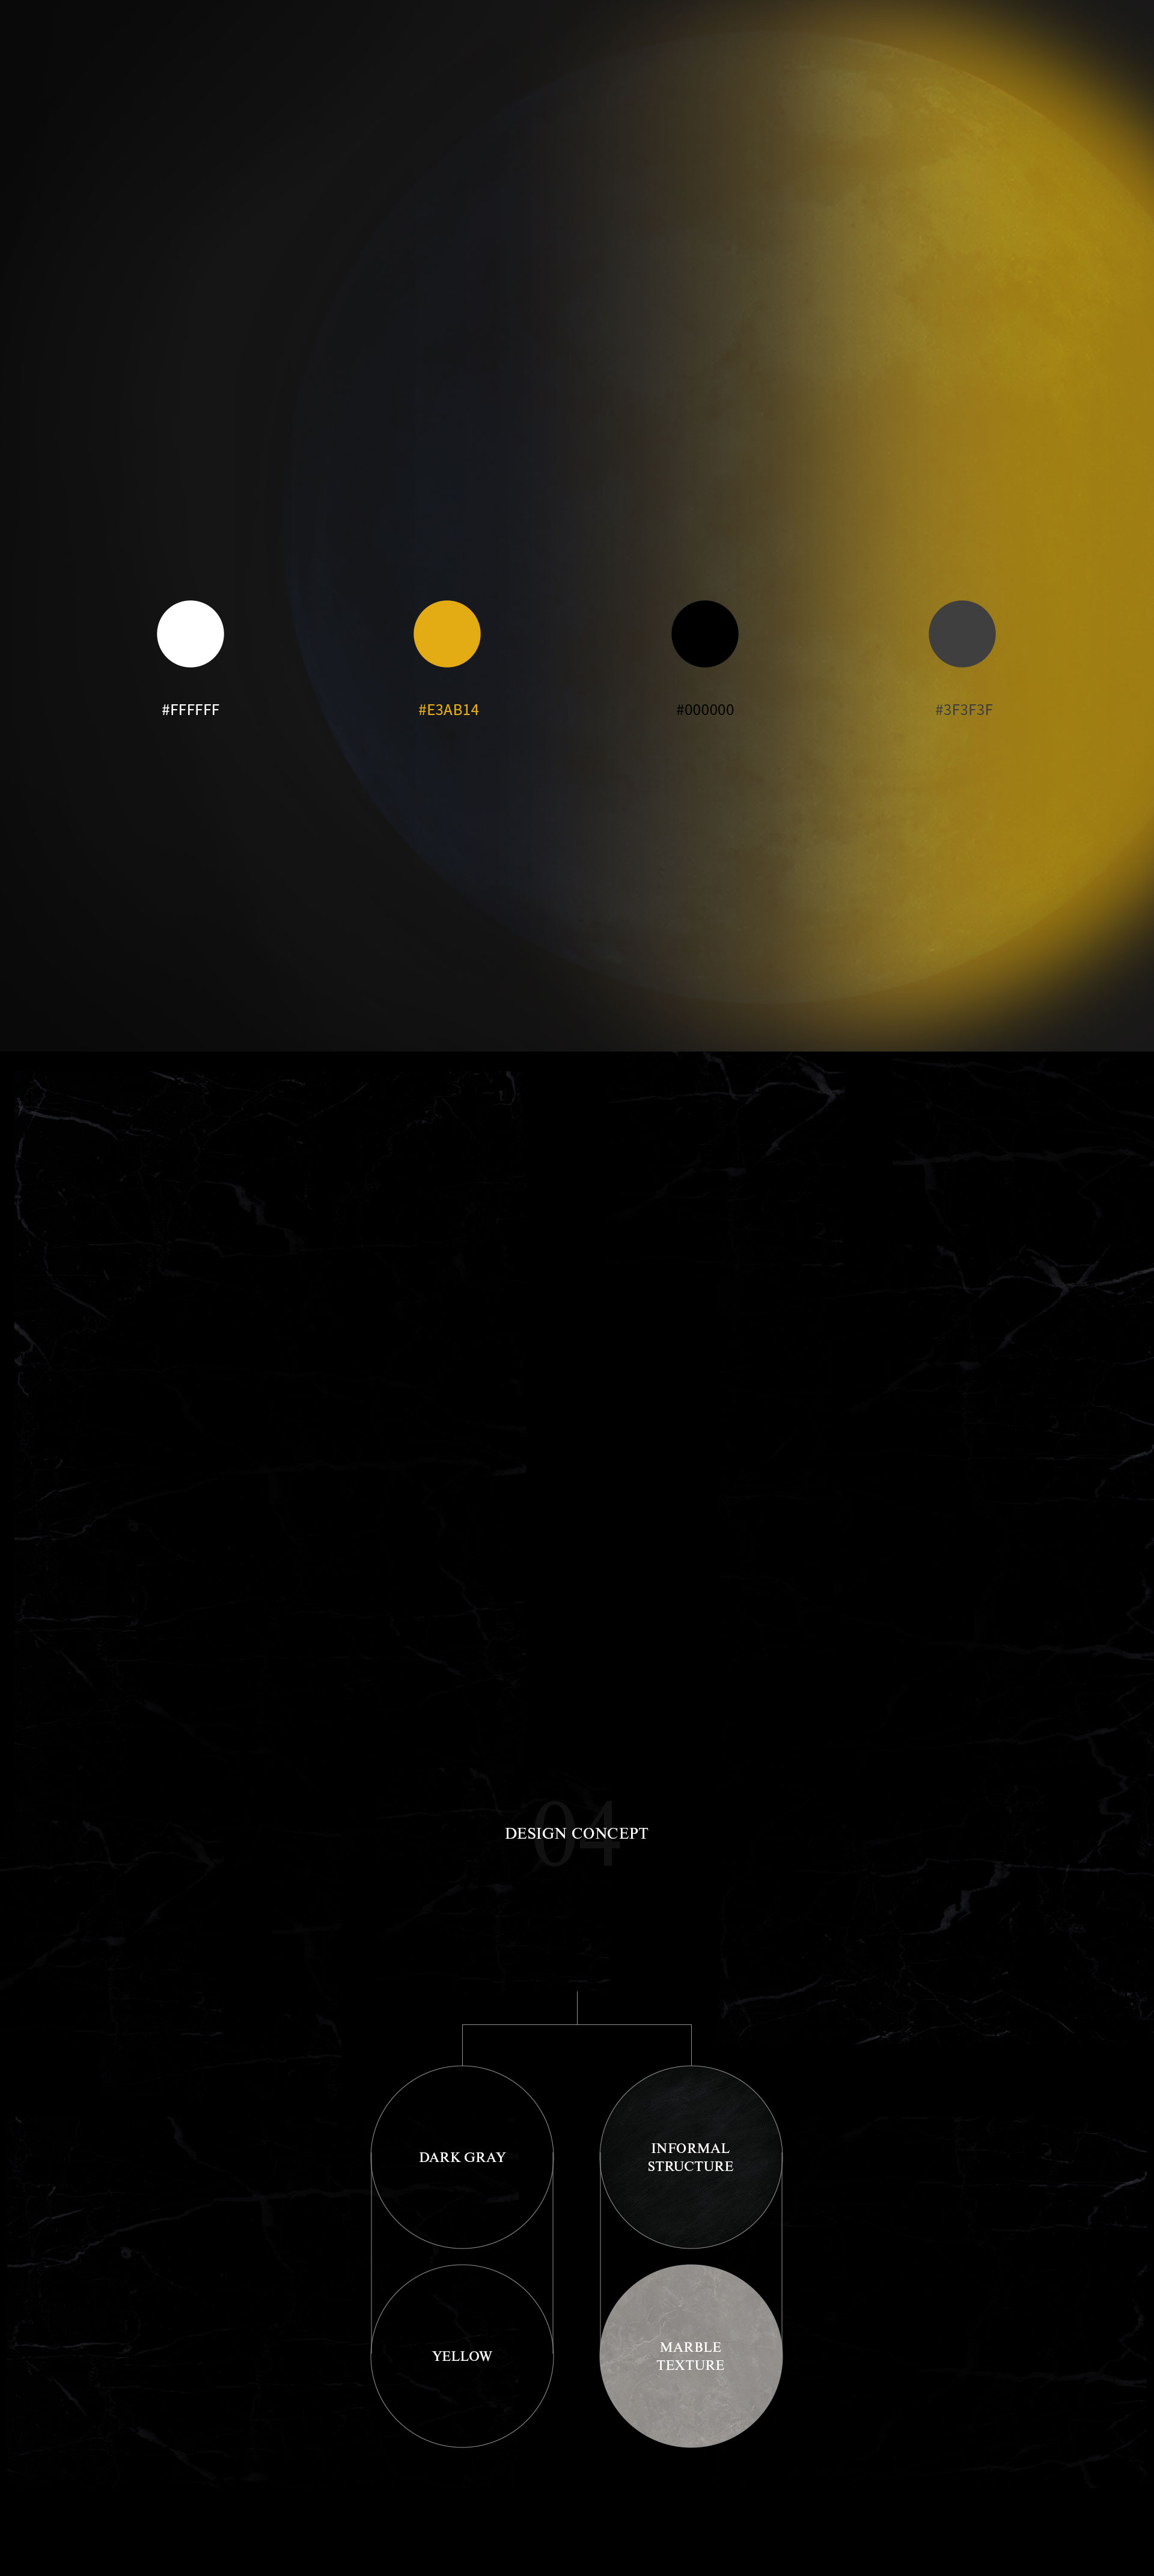 #FFFFFF
#E3AB14
#000000
#3F3F3F
04
DESIGN CONCEPT
DARK GRAY
INFORMAL
STRUCTURE
YELLOW
MARBLE
TEXTURE